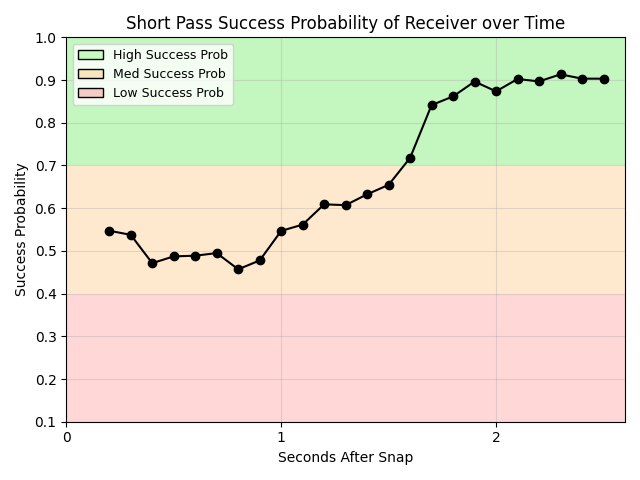 Short Pass Success Probability of Receiver over Time
High Success Prob
Med Success Prob
Low Success Prob
Success Probability
1.0
0.9
0.8
0.7
0.6
0.5
0.4
0.3
0.2
0.1
0 1 2
Seconds After Snap